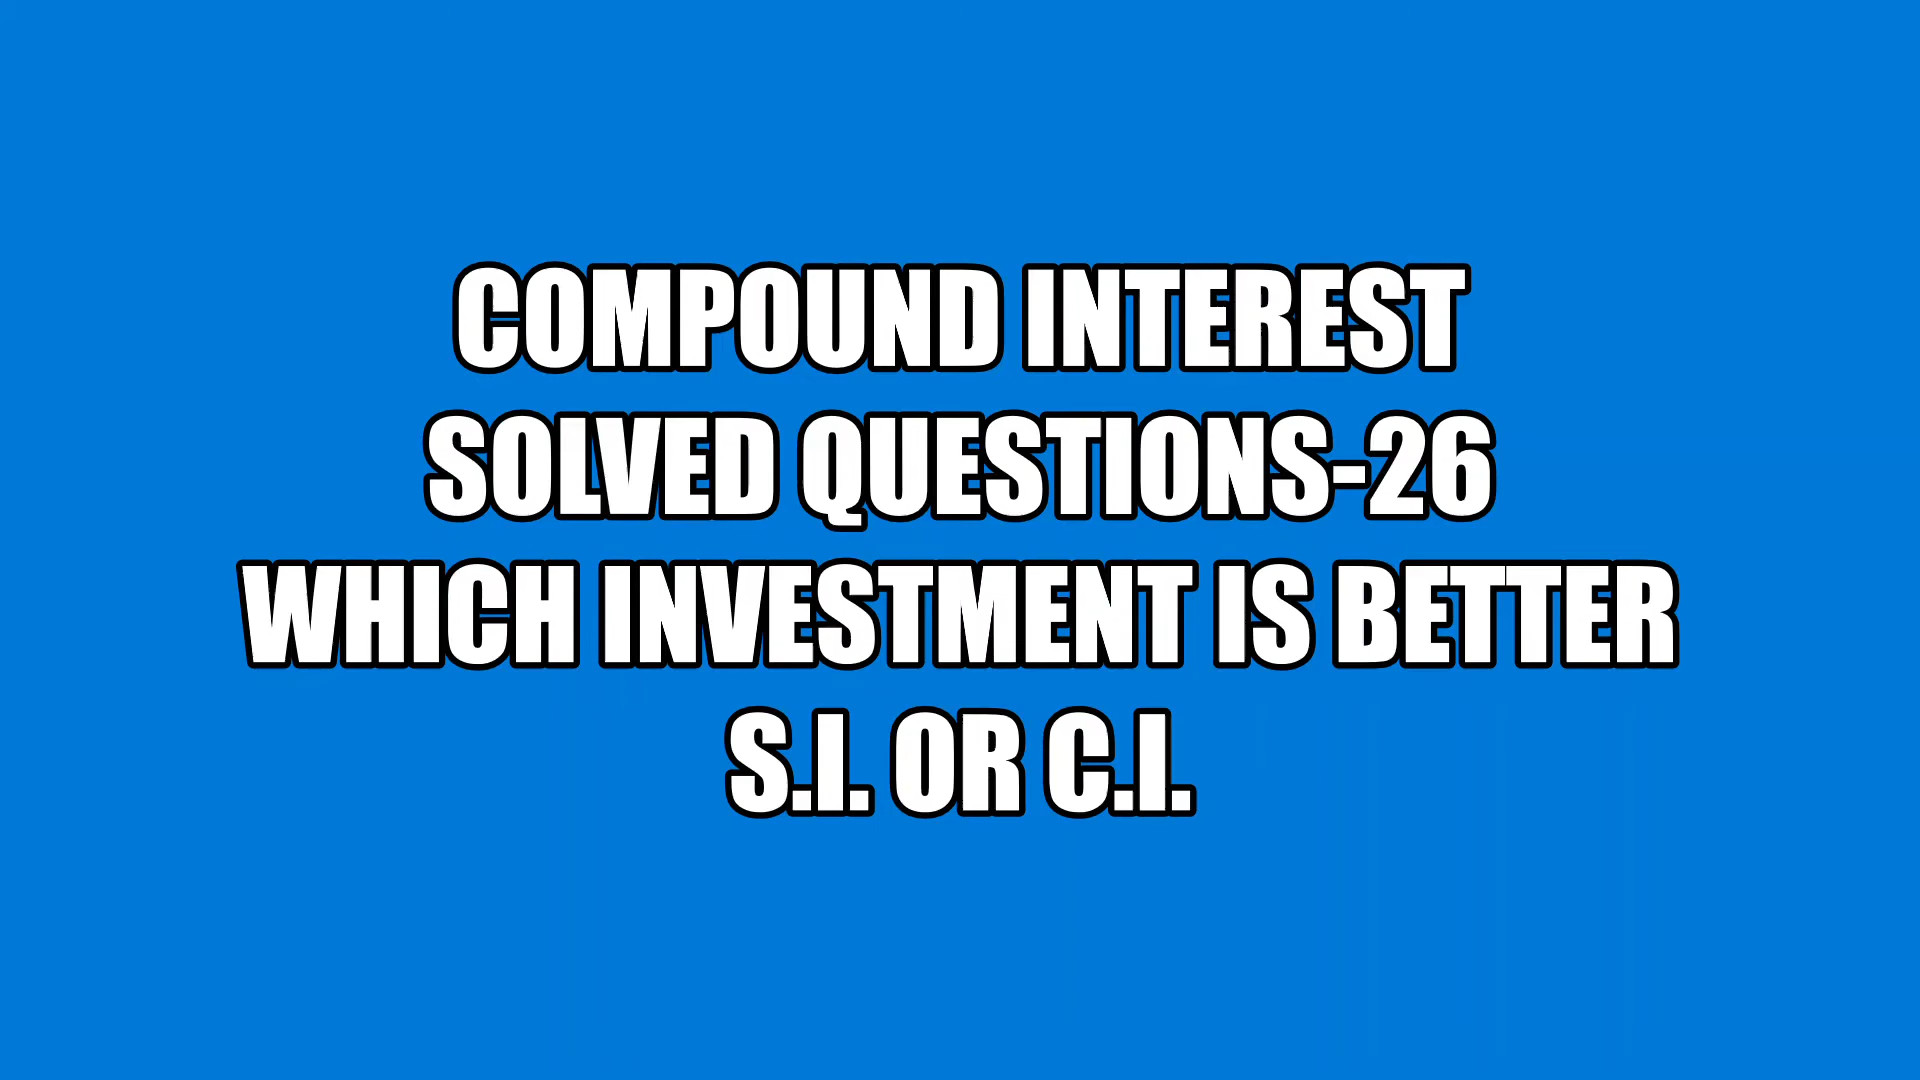 COMPOUND INTEREST
SOLVED QUESTIONS-26
WHICH INVESTMENT IS BETTER
S.I. OR C.I.